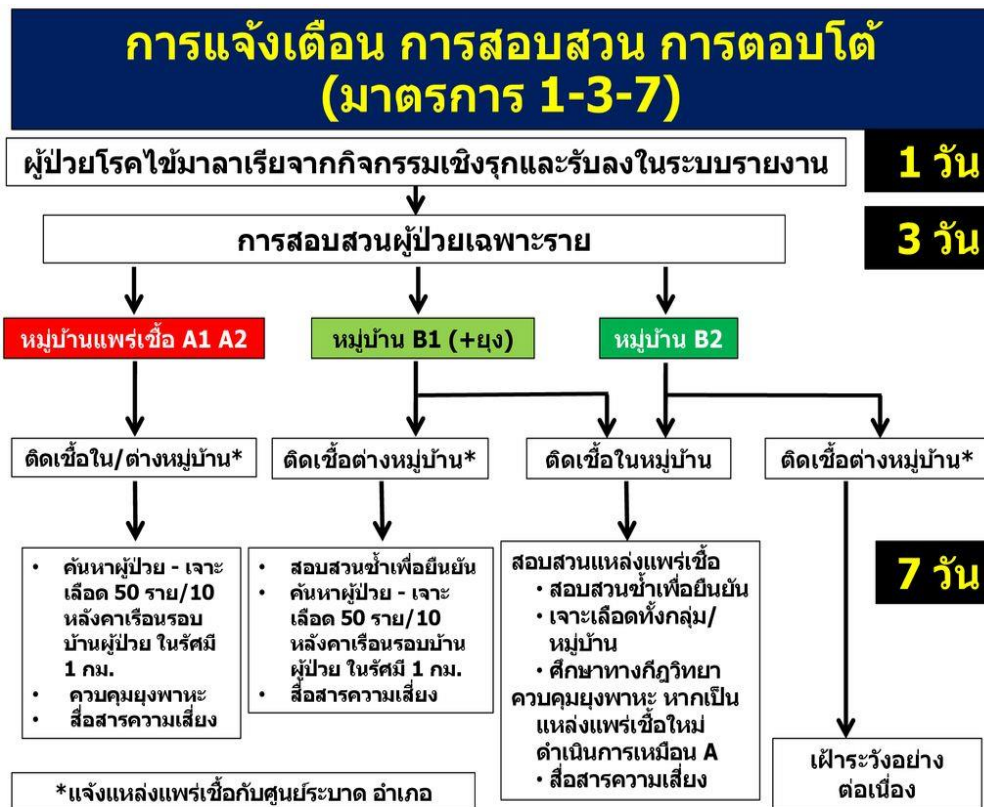 การแจ้งเตือน การสอบสวน การตอบโต้
(มาตรการ 1-3-7)
ผู้ป่วยโรคไข้มาลาเรียจากกิจกรรมเชิงรุกและรับลงในระบบรายงาน
1 วัน
การสอบสวนผู้ป่วยเฉพาะราย
3 วัน
หมู่บ้านแพร่เชื้อ A1 A2
หมู่บ้าน B1 (+ยุง)
หมู่บ้าน B2
ติดเชื้อใน/ต่างหมู่บ้าน*
ติดเชื้อต่างหมู่บ้าน*
ติดเชื้อในหมู่บ้าน
ติดเชื้อต่างหมู่บ้าน*
7 วัน
• ค้นหาผู้ป่วย - เจาะ
เลือด 50 ราย/10
หลังคาเรือนรอบ
บ้านผู้ป่วย ในรัศมี
1 กม.
• ควบคุมยุงพาหะ
• สื่อสารความเสี่ยง
• สอบสวนซ้ำเพื่อยืนยัน
• ค้นหาผู้ป่วย - เจาะ
เลือด 50 ราย/10
หลังคาเรือนรอบบ้าน
ผู้ป่วย ในรัศมี 1 กม.
• สื่อสารความเสี่ยง
สอบสวนแหล่งแพร่เชื้อ
• สอบสวนซ้ำเพื่อยืนยัน
• เจาะเลือดทั้งกลุ่ม/
หมู่บ้าน
• ศึกษาทางกีฏวิทยา
ควบคุมยุงพาหะ หากเป็น
แหล่งแพร่เชื้อใหม่
ดำเนินการเหมือน A
• สื่อสารความเสี่ยง
เฝ้าระวังอย่าง
ต่อเนื่อง
*แจ้งแหล่งแพร่เชื้อกับศูนย์ระบาด อำเภอ